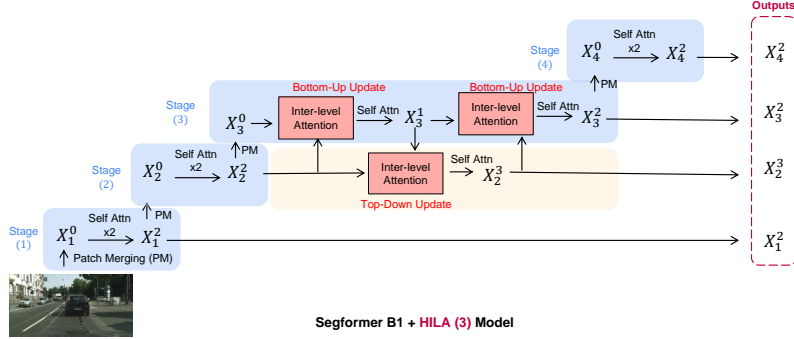 Outputs
Stage
(4)
X_4^0
Self Attn
x2
X_4^2
X_4^2
PM
Bottom-Up Update
Bottom-Up Update
Stage
(3)
X_3^0
Inter-level
Attention
Self Attn
X_3^1
Inter-level
Attention
Self Attn
X_3^2
X_3^2
PM
Stage
(2)
X_2^0
Self Attn
x2
X_2^2
Inter-level
Attention
Self Attn
X_2^3
X_2^3
Top-Down Update
PM
Stage
(1)
X_1^0
Self Attn
x2
X_1^2
X_1^2
Patch Merging (PM)
Segformer B1 + HILA (3) Model